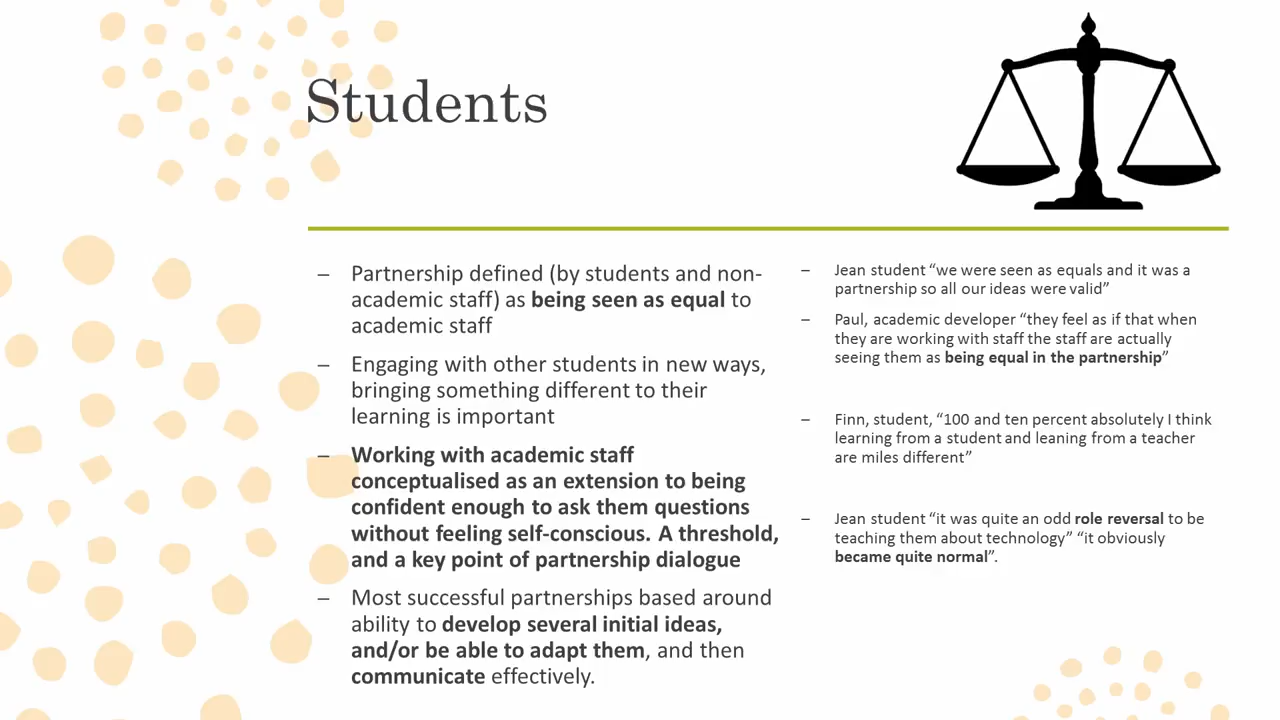 Students
– Partnership defined (by students and non-
academic staff) as being seen as equal to
academic staff
– Engaging with other students in new ways,
bringing something different to their
learning is important
– Working with academic staff
conceptualised as an extension to being
confident enough to ask them questions
without feeling self-conscious. A threshold,
and a key point of partnership dialogue
– Most successful partnerships based around
ability to develop several initial ideas,
and/or be able to adapt them, and then
communicate effectively.
– Jean student “we were seen as equals and it was a
partnership so all our ideas were valid”
– Paul, academic developer “they feel as if that when
they are working with staff the staff are actually
seeing them as being equal in the partnership”
– Finn, student, “100 and ten percent absolutely I think
learning from a student and leaning from a teacher
are miles different”
– Jean student “it was quite an odd role reversal to be
teaching them about technology” “it obviously
became quite normal”.